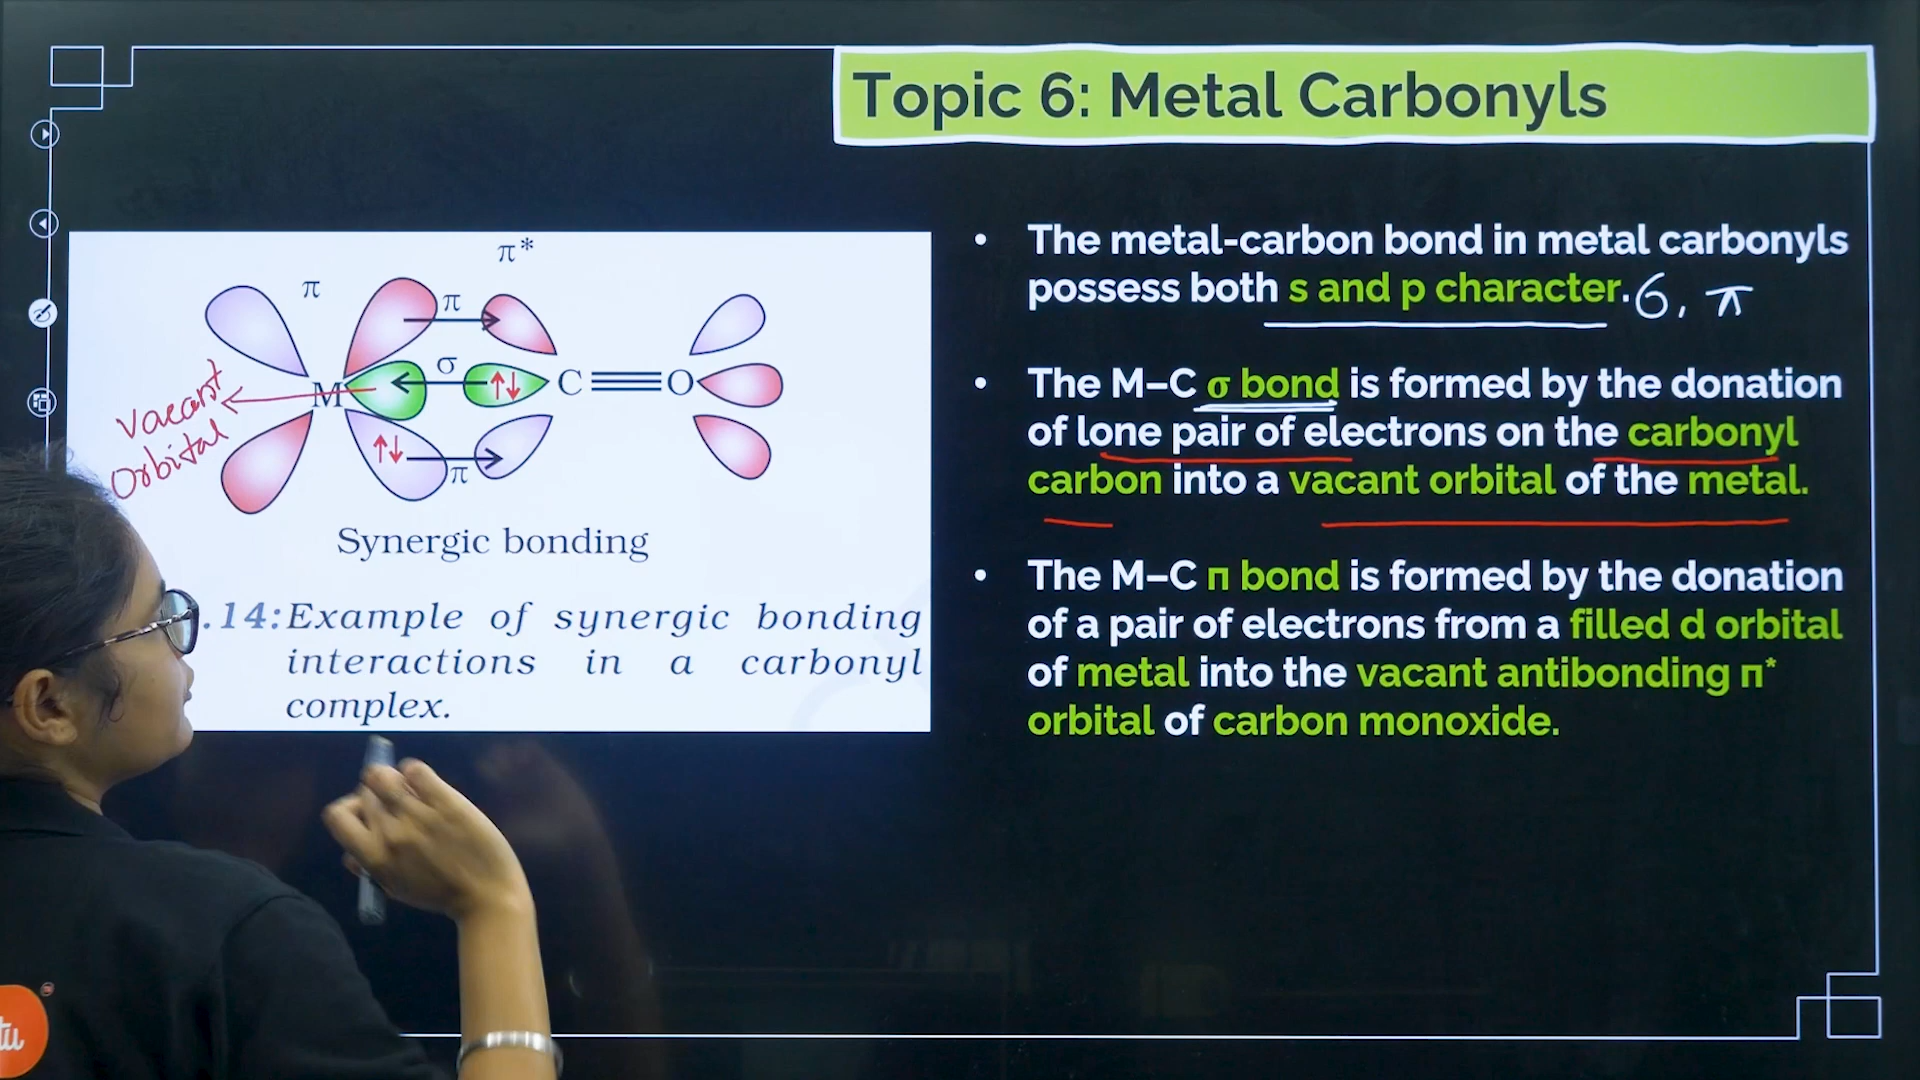 Topic 6: Metal Carbonyls
π*
π
π
σ
M
C
O
π
vacant
orbital
Synergic bonding
.14: Example of synergic bonding
interactions in a carbonyl
complex.
• The metal-carbon bond in metal carbonyls
possess both s and p character. σ, π
• The M–C σ bond is formed by the donation
of lone pair of electrons on the carbonyl
carbon into a vacant orbital of the metal.
• The M–C π bond is formed by the donation
of a pair of electrons from a filled d orbital
of metal into the vacant antibonding π*
orbital of carbon monoxide.